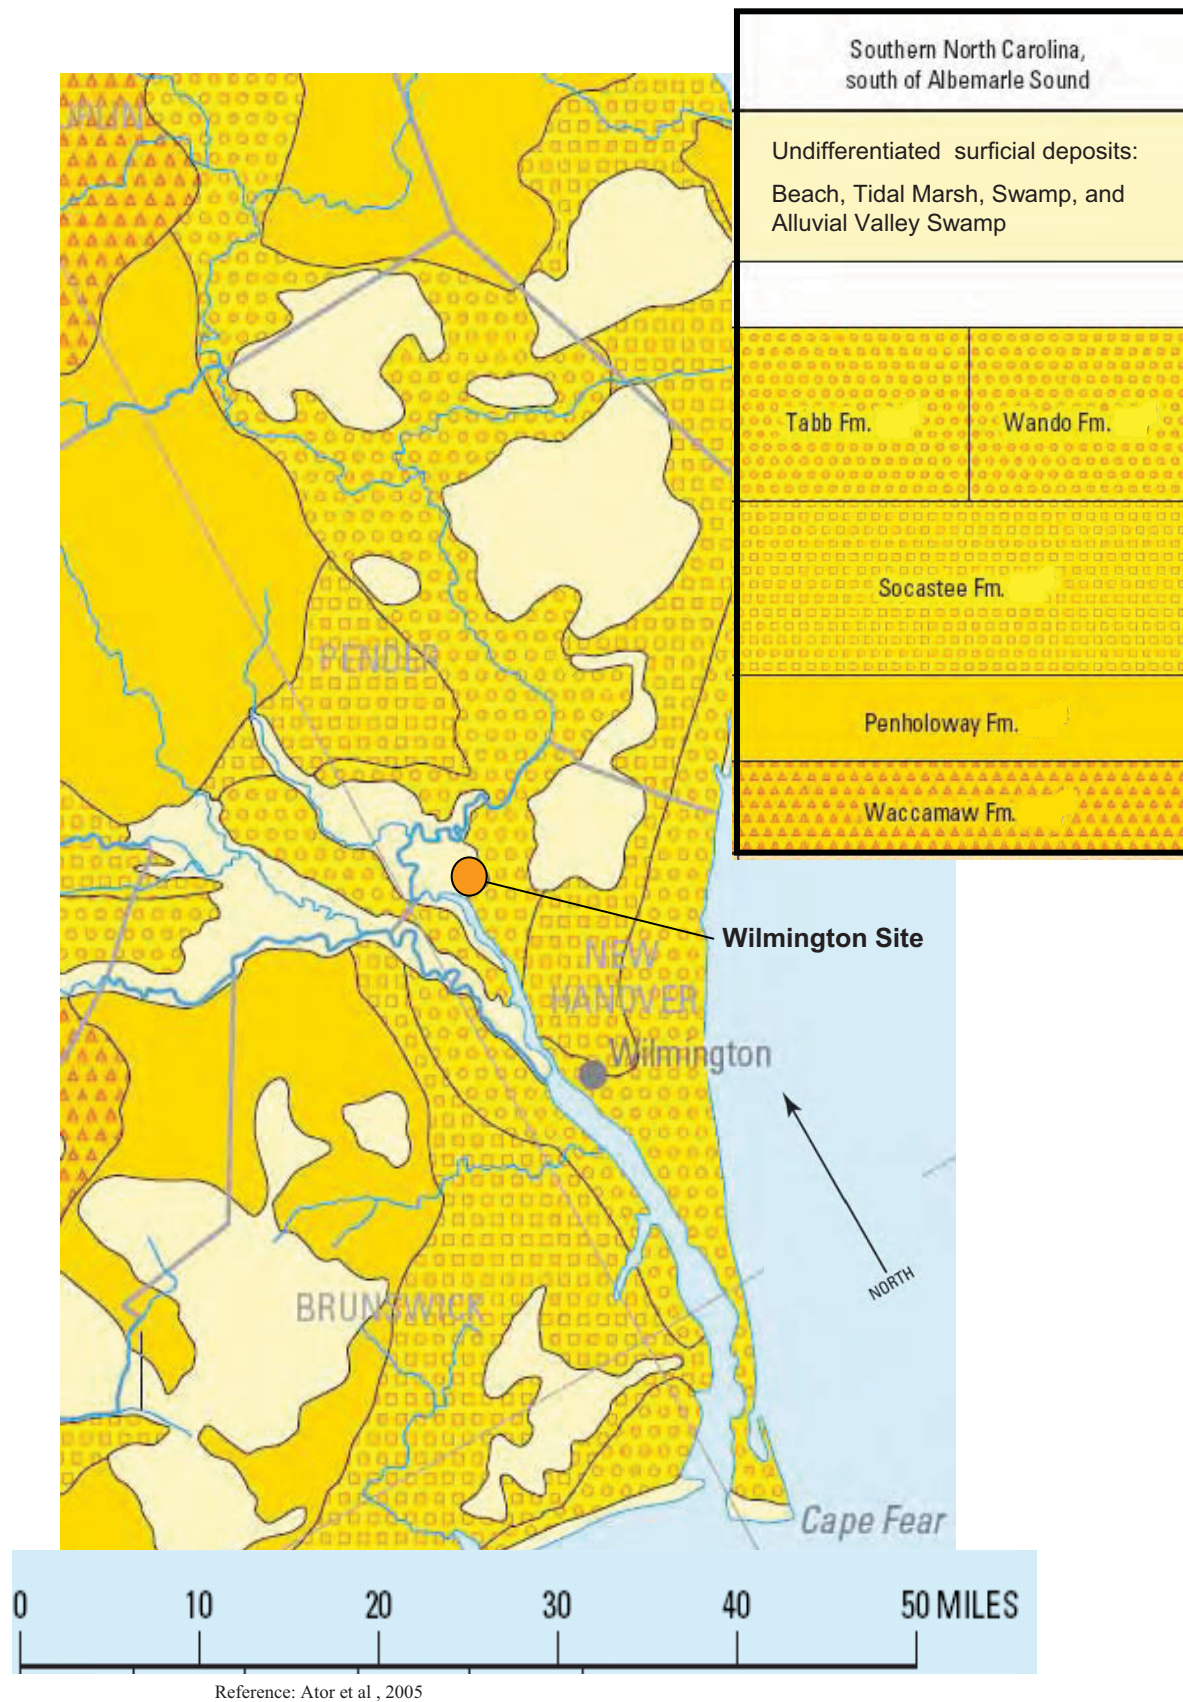 Southern North Carolina,
south of Albemarle Sound
Undifferentiated surficial deposits:
Beach, Tidal Marsh, Swamp, and
Alluvial Valley Swamp
Tabb Fm.
Wando Fm.
Socastee Fm.
Penholoway Fm.
Waccamaw Fm.
PENDER
Wilmington Site
NEW
HANOVER
Wilmington
NORTH
BRUNSWICK
Cape Fear
0 10 20 30 40 50 MILES
Reference: Ator et al , 2005